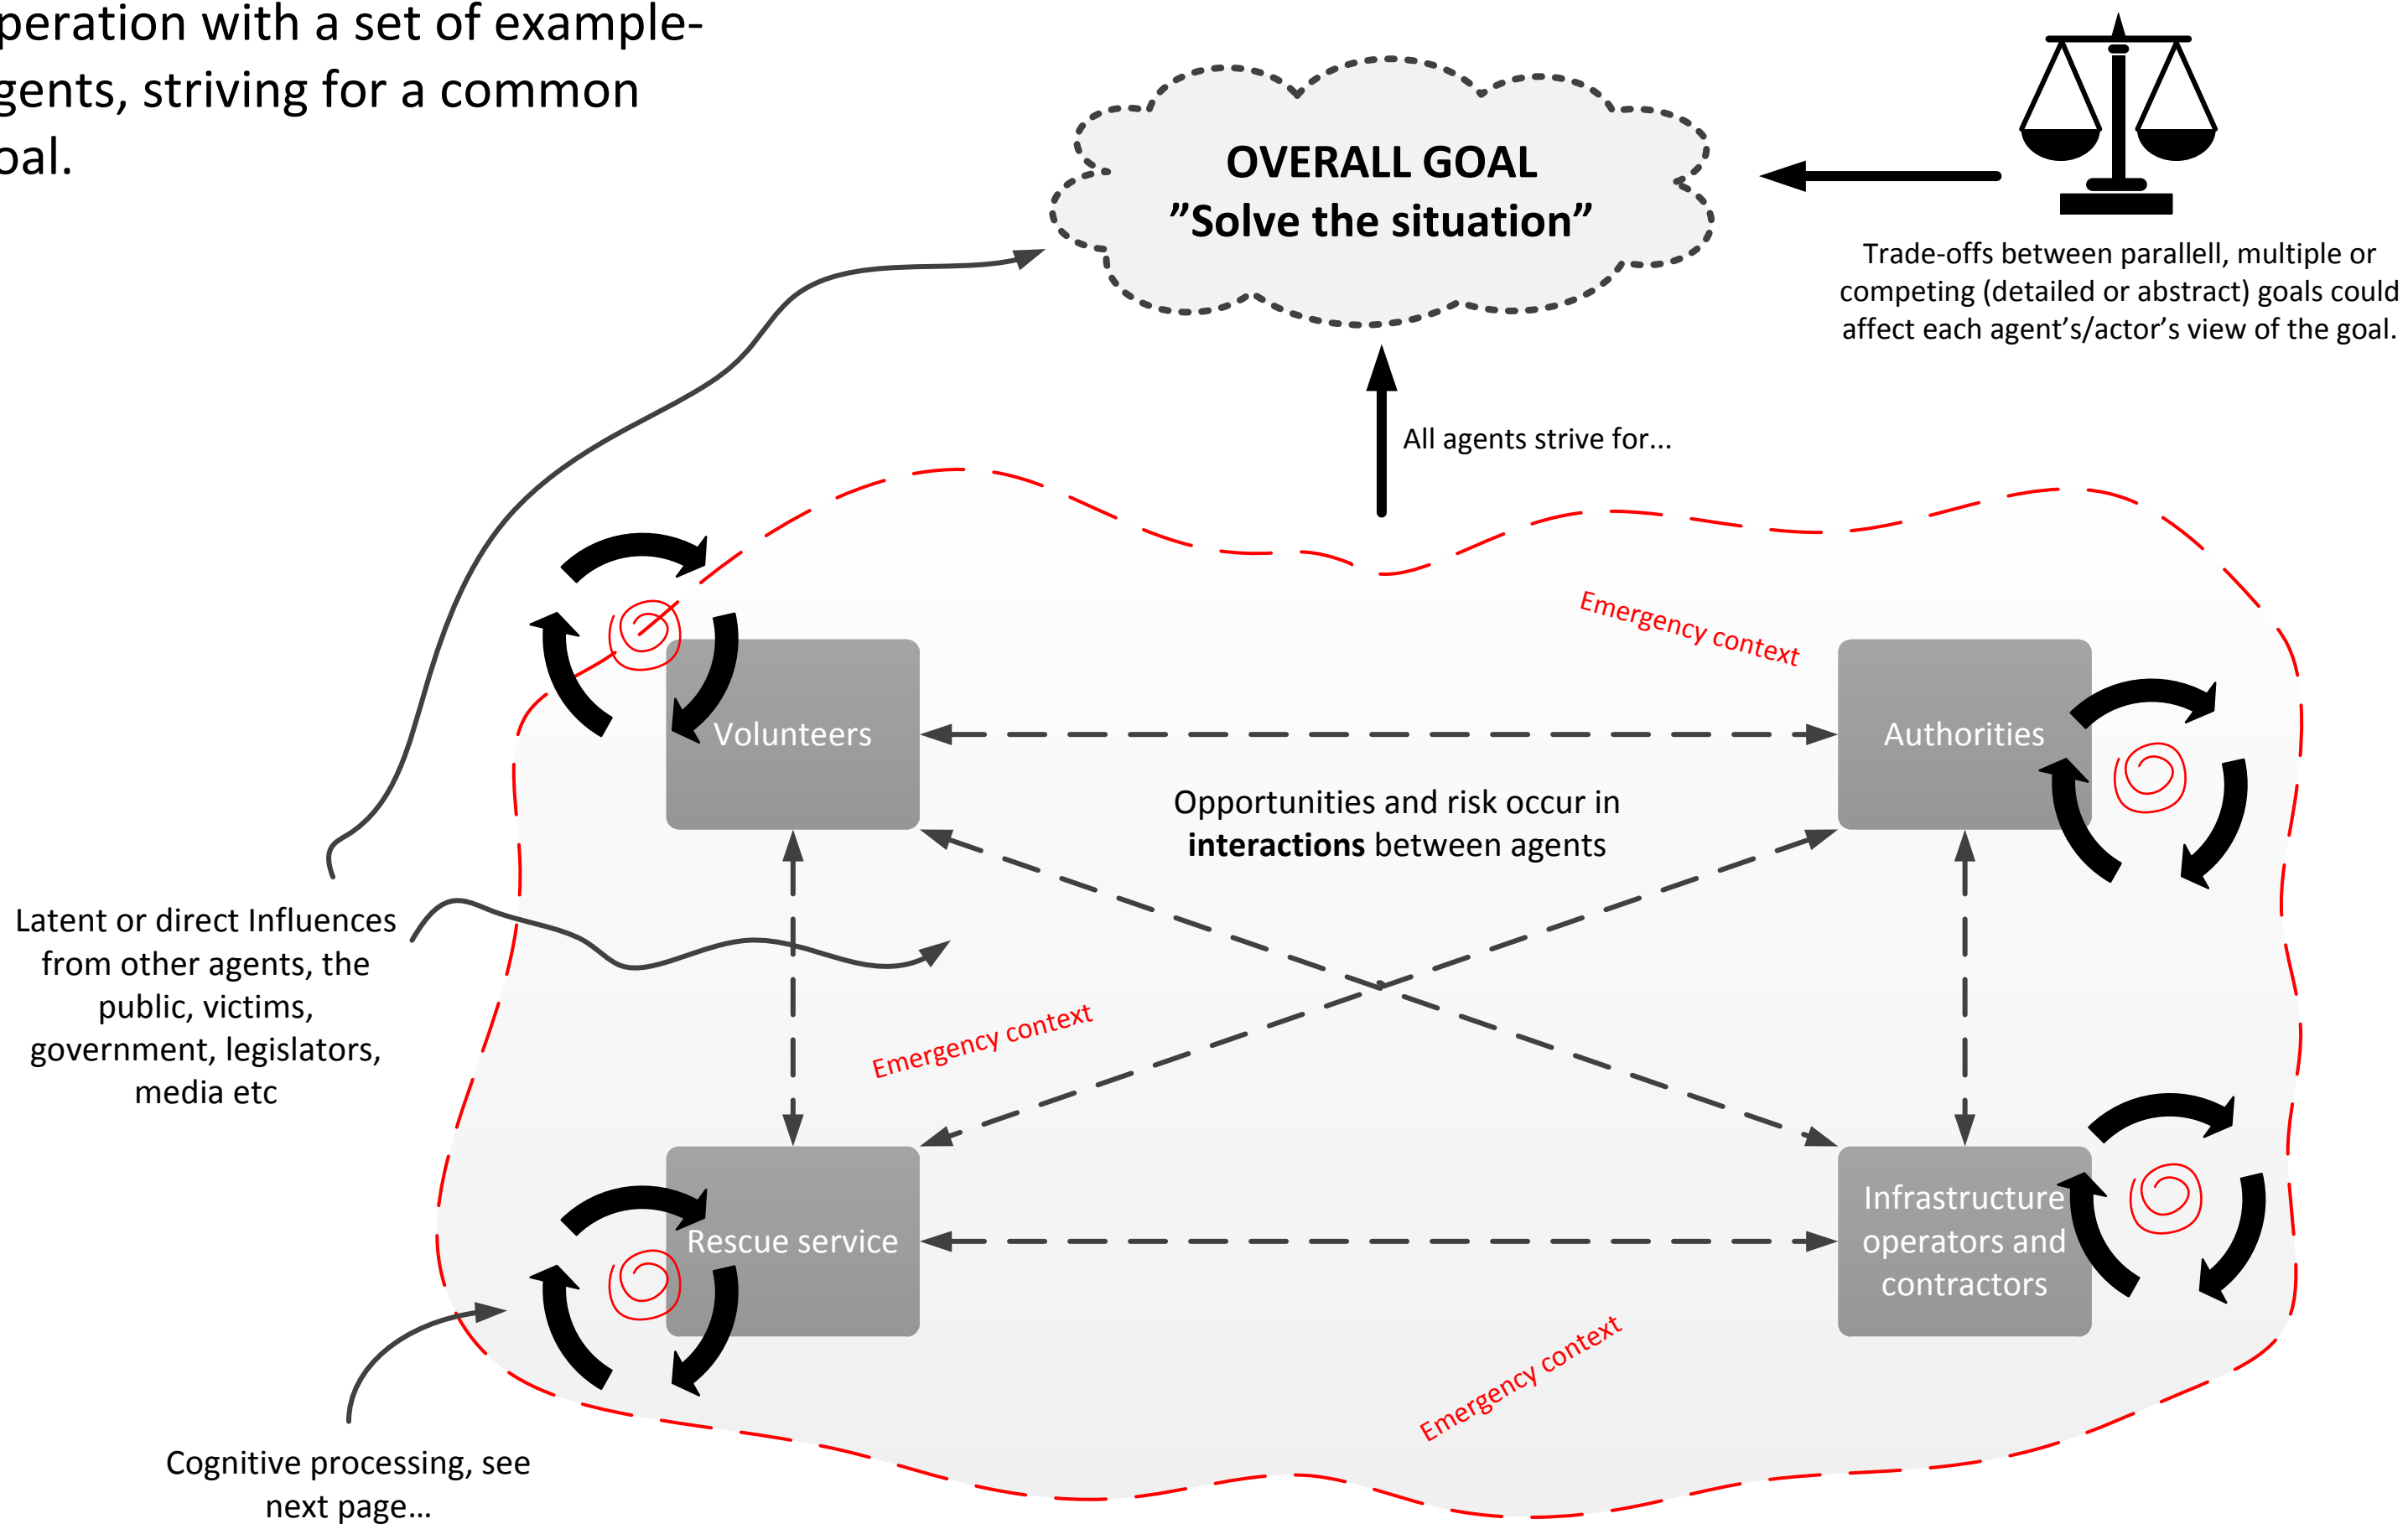 peration with a set of example-
gents, striving for a common
oal.
OVERALL GOAL
”Solve the situation”
Trade-offs between parallell, multiple or
competing (detailed or abstract) goals could
affect each agent’s/actor’s view of the goal.
All agents strive for...
Emergency context
Volunteers
Authorities
Opportunities and risk occur in
interactions between agents
Latent or direct Influences
from other agents, the
public, victims,
government, legislators,
media etc
Emergency context
Rescue service
Infrastructure
operators and
contractors
Emergency context
Cognitive processing, see
next page…